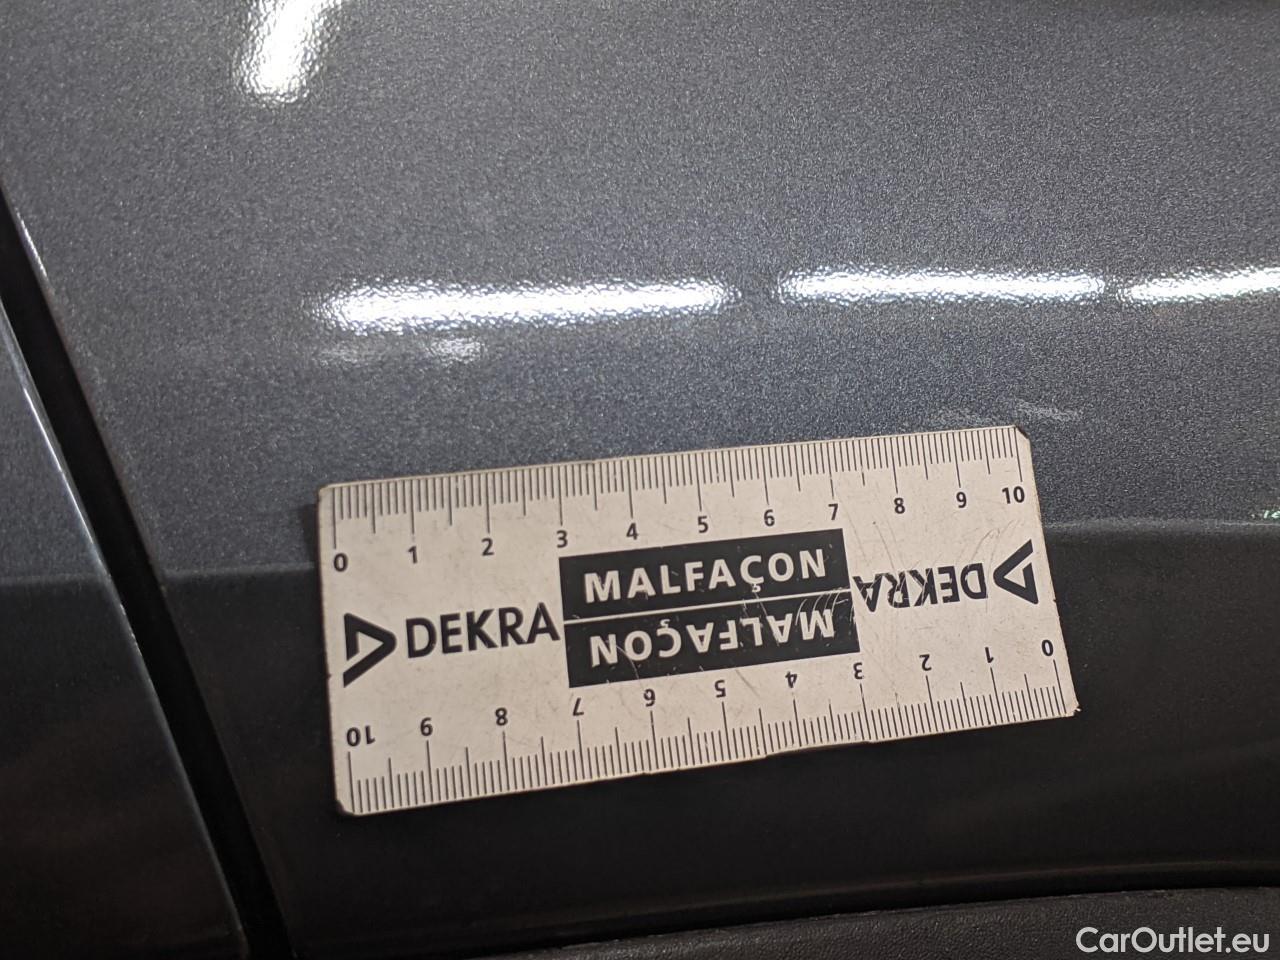 0 1 2 3 4 5 6 7 8 9 10
DEKRA
MALFAÇON
MALFAÇON
DEKRA
10 9 8 7 6 5 4 3 2 1 0
CarOutlet.eu